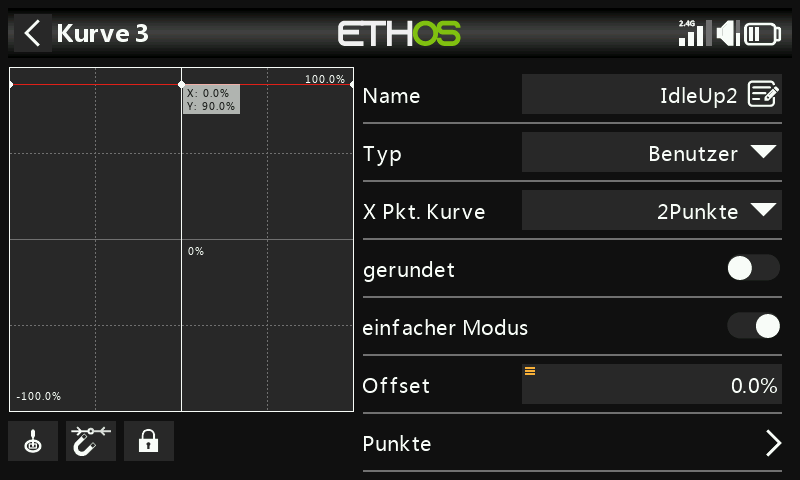 Kurve 3
ETHOS
2.4G
100.0%
X: 0.0%
Y: 90.0%
0%
-100.0%
Name
IdleUp2
Typ
Benutzer
X Pkt. Kurve
2Punkte
gerundet
einfacher Modus
Offset
0.0%
Punkte